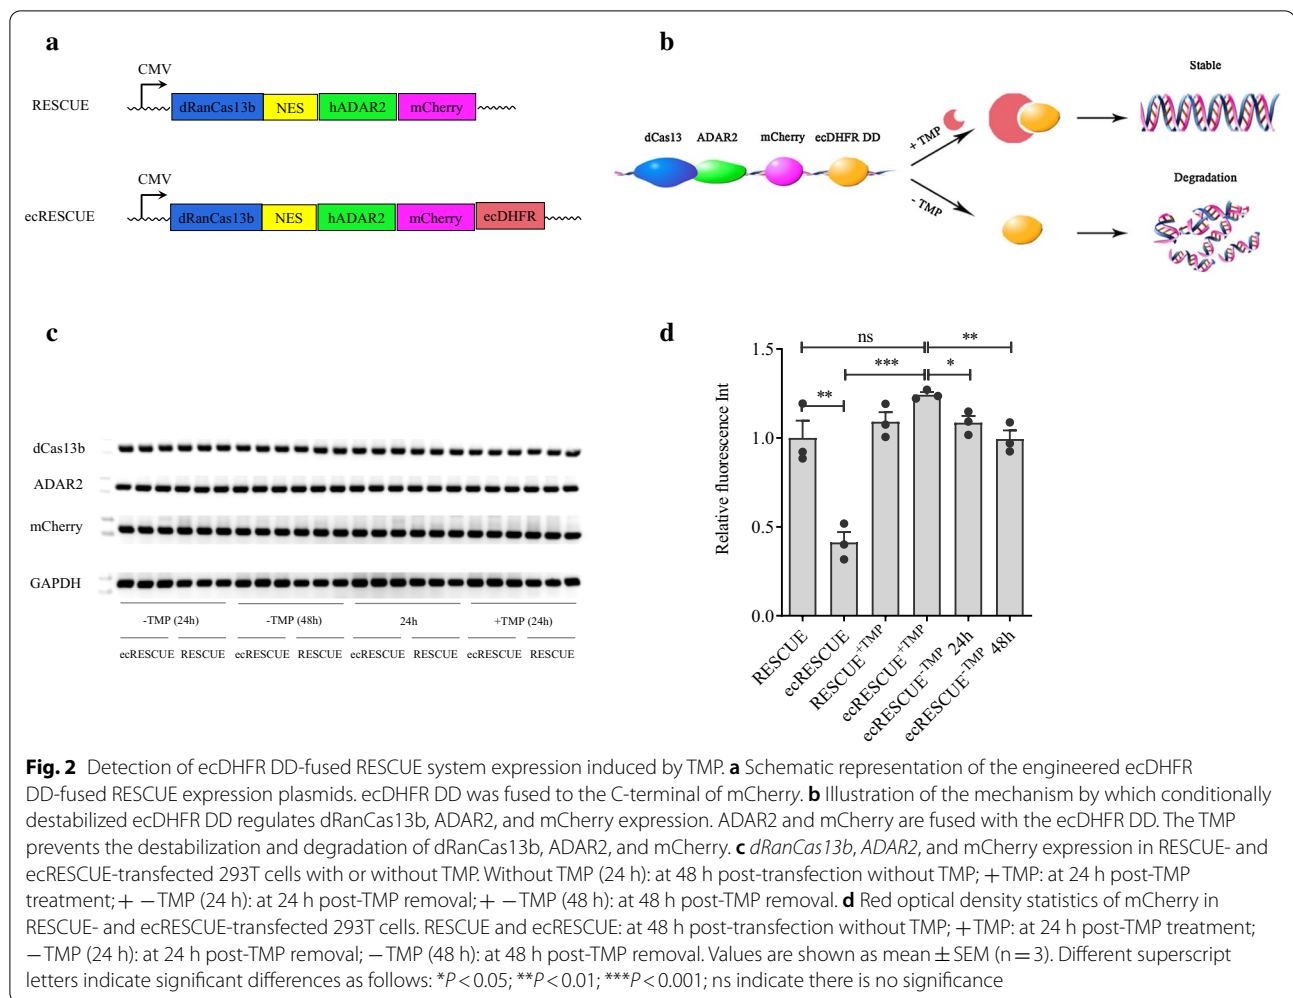 a
CMV
RESCUE
dRanCas13b NES hADAR2 mCherry
CMV
ecRESCUE
dRanCas13b NES hADAR2 mCherry ecDHFR
b
Stable
dCas13 ADAR2 mCherry ecDHFR DD
+ TMP
- TMP
Degradation
c
dCas13b
ADAR2
mCherry
GAPDH
-TMP (24h) -TMP (48h) 24h +TMP (24h)
ecRESCUE RESCUE ecRESCUE RESCUE ecRESCUE RESCUE ecRESCUE RESCUE
d
Relative fluorescence Int
1.5
1.0
0.5
0.0
ns **
*** *
**
RESCUE
ecRESCUE
RESCUE+TMP
ecRESCUE+TMP
ecRESCUE-TMP 24h
ecRESCUE-TMP 48h
Fig. 2 Detection of ecDHFR DD-fused RESCUE system expression induced by TMP. a Schematic representation of the engineered ecDHFR
DD-fused RESCUE expression plasmids. ecDHFR DD was fused to the C-terminal of mCherry. b Illustration of the mechanism by which conditionally
destabilized ecDHFR DD regulates dRanCas13b, ADAR2, and mCherry expression. ADAR2 and mCherry are fused with the ecDHFR DD. The TMP
prevents the destabilization and degradation of dRanCas13b, ADAR2, and mCherry. c dRanCas13b, ADAR2, and mCherry expression in RESCUE- and
ecRESCUE-transfected 293T cells with or without TMP. Without TMP (24 h): at 48 h post-transfection without TMP; + TMP: at 24 h post-TMP
treatment; + − TMP (24 h): at 24 h post-TMP removal; + − TMP (48 h): at 48 h post-TMP removal. d Red optical density statistics of mCherry in
RESCUE- and ecRESCUE-transfected 293T cells. RESCUE and ecRESCUE: at 48 h post-transfection without TMP; + TMP: at 24 h post-TMP treatment;
− TMP (24 h): at 24 h post-TMP removal; − TMP (48 h): at 48 h post-TMP removal. Values are shown as mean ± SEM (n = 3). Different superscript
letters indicate significant differences as follows: *P < 0.05; **P < 0.01; ***P < 0.001; ns indicate there is no significance